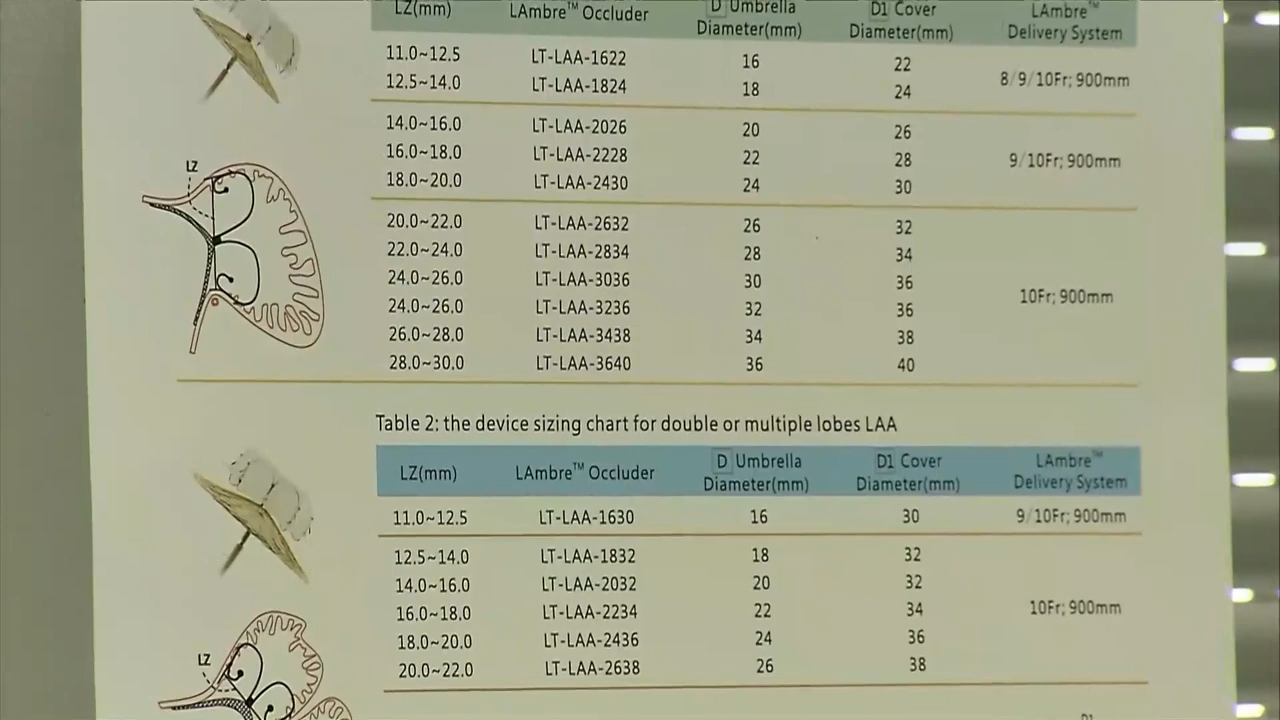 LZ(mm) LAmbre™ Occluder D Umbrella Diameter(mm) D1 Cover Diameter(mm) LAmbre™ Delivery System
11.0~12.5 LT-LAA-1622 16 22 8/9/10Fr; 900mm
12.5~14.0 LT-LAA-1824 18 24
14.0~16.0 LT-LAA-2026 20 26
16.0~18.0 LT-LAA-2228 22 28 9/10Fr; 900mm
18.0~20.0 LT-LAA-2430 24 30
20.0~22.0 LT-LAA-2632 26 32
22.0~24.0 LT-LAA-2834 28 34
24.0~26.0 LT-LAA-3036 30 36 10Fr; 900mm
24.0~26.0 LT-LAA-3236 32 36
26.0~28.0 LT-LAA-3438 34 38
28.0~30.0 LT-LAA-3640 36 40
LZ
Table 2: the device sizing chart for double or multiple lobes LAA
LZ(mm) LAmbre™ Occluder D Umbrella Diameter(mm) D1 Cover Diameter(mm) LAmbre™ Delivery System
11.0~12.5 LT-LAA-1630 16 30 9/10Fr; 900mm
12.5~14.0 LT-LAA-1832 18 32
14.0~16.0 LT-LAA-2032 20 32
16.0~18.0 LT-LAA-2234 22 34 10Fr; 900mm
18.0~20.0 LT-LAA-2436 24 36
20.0~22.0 LT-LAA-2638 26 38
LZ